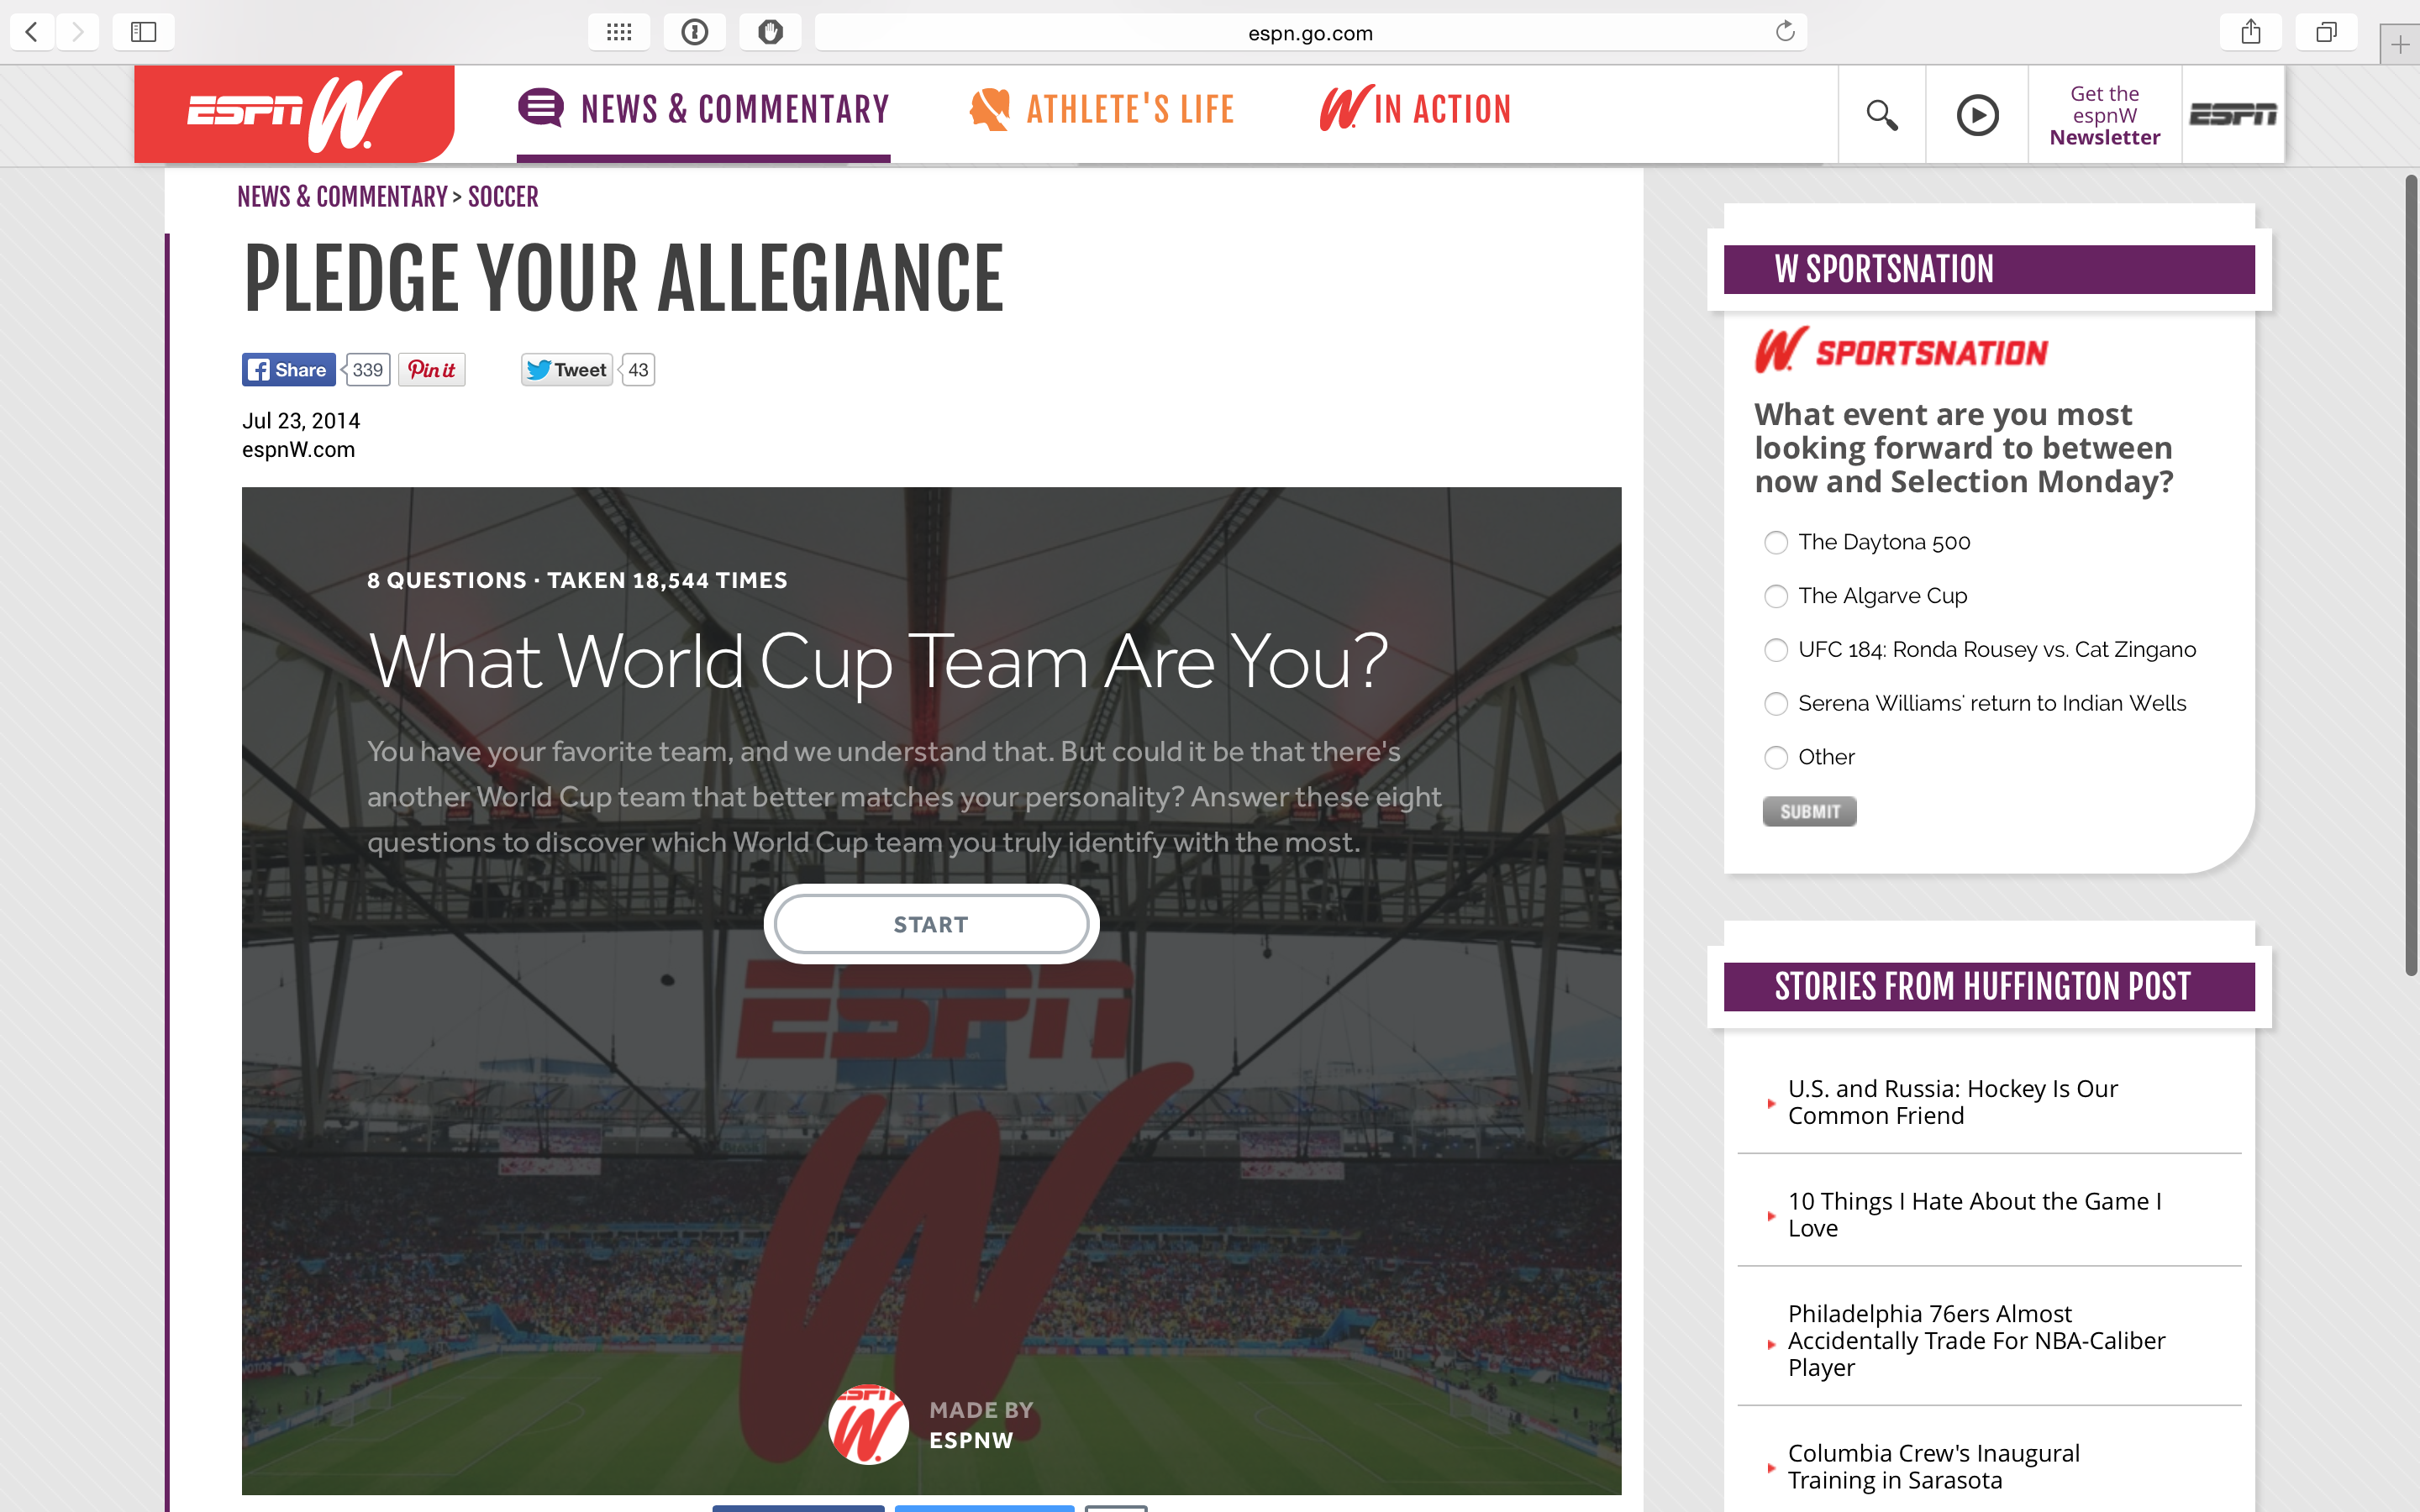 espn.go.com
ESPN W.
NEWS & COMMENTARY
ATHLETE'S LIFE
W. IN ACTION
Get the
espnW
Newsletter
ESPN
NEWS & COMMENTARY > SOCCER
PLEDGE YOUR ALLEGIANCE
Share 339 Pin it Tweet 43
Jul 23, 2014
espnW.com
8 QUESTIONS · TAKEN 18,544 TIMES
What World Cup Team Are You?
You have your favorite team, and we understand that. But could it be that there's
another World Cup team that better matches your personality? Answer these eight
questions to discover which World Cup team you truly identify with the most.
START
ESPN
W.
ESPN
W.
MADE BY
ESPNW
W SPORTSNATION
W. SPORTSNATION
What event are you most
looking forward to between
now and Selection Monday?
The Daytona 500
The Algarve Cup
UFC 184: Ronda Rousey vs. Cat Zingano
Serena Williams' return to Indian Wells
Other
SUBMIT
STORIES FROM HUFFINGTON POST
U.S. and Russia: Hockey Is Our
Common Friend
10 Things I Hate About the Game I
Love
Philadelphia 76ers Almost
Accidentally Trade For NBA-Caliber
Player
Columbia Crew's Inaugural
Training in Sarasota